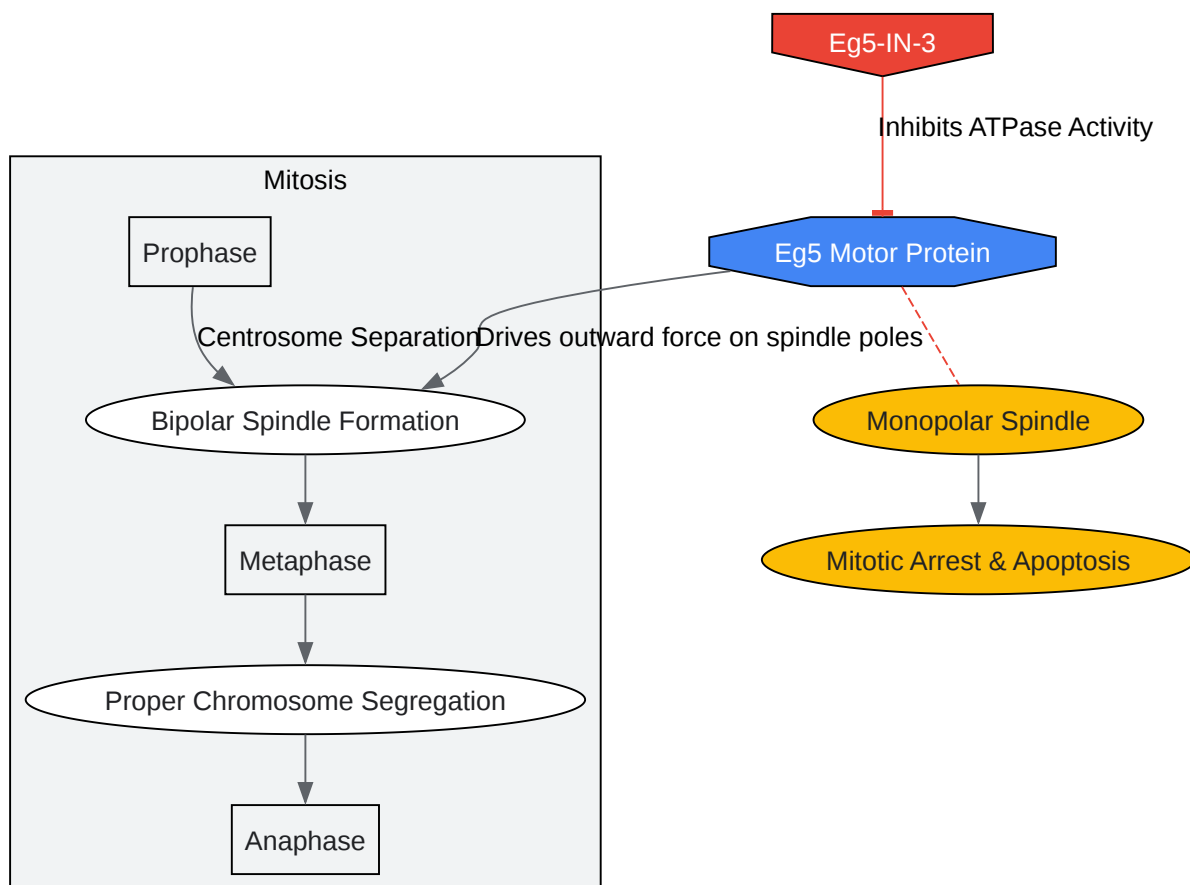 Eg5-IN-3
Inhibits ATPase Activity
Mitosis
Prophase
Eg5 Motor Protein
Centrosome Separation
Drives outward force on spindle poles
Bipolar Spindle Formation
Monopolar Spindle
Metaphase
Mitotic Arrest & Apoptosis
Proper Chromosome Segregation
Anaphase